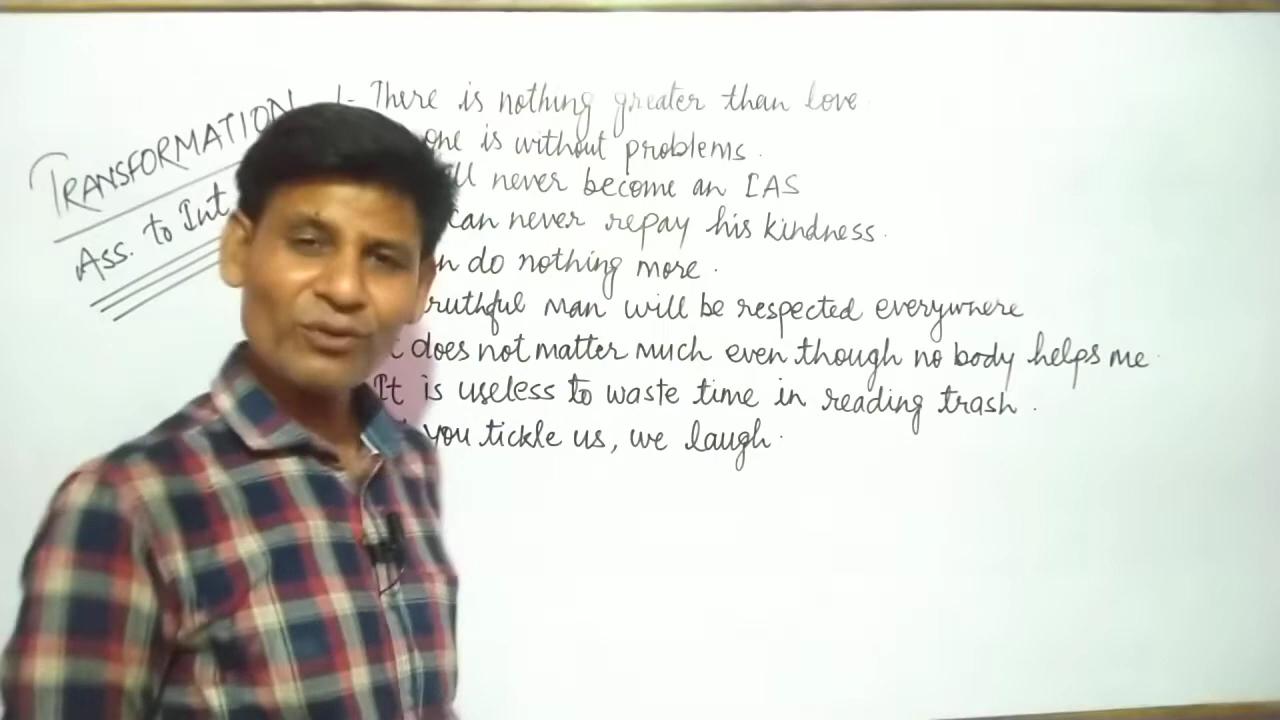 TRANSFORMATION
Ass. to Int
1- There is nothing greater than love.
one is without problems.
never become an IAS
can never repay his kindness.
do nothing more.
man will be respected everywhere
does not matter much even though no body helps me.
It is useless to waste time in reading trash.
you tickle us, we laugh.